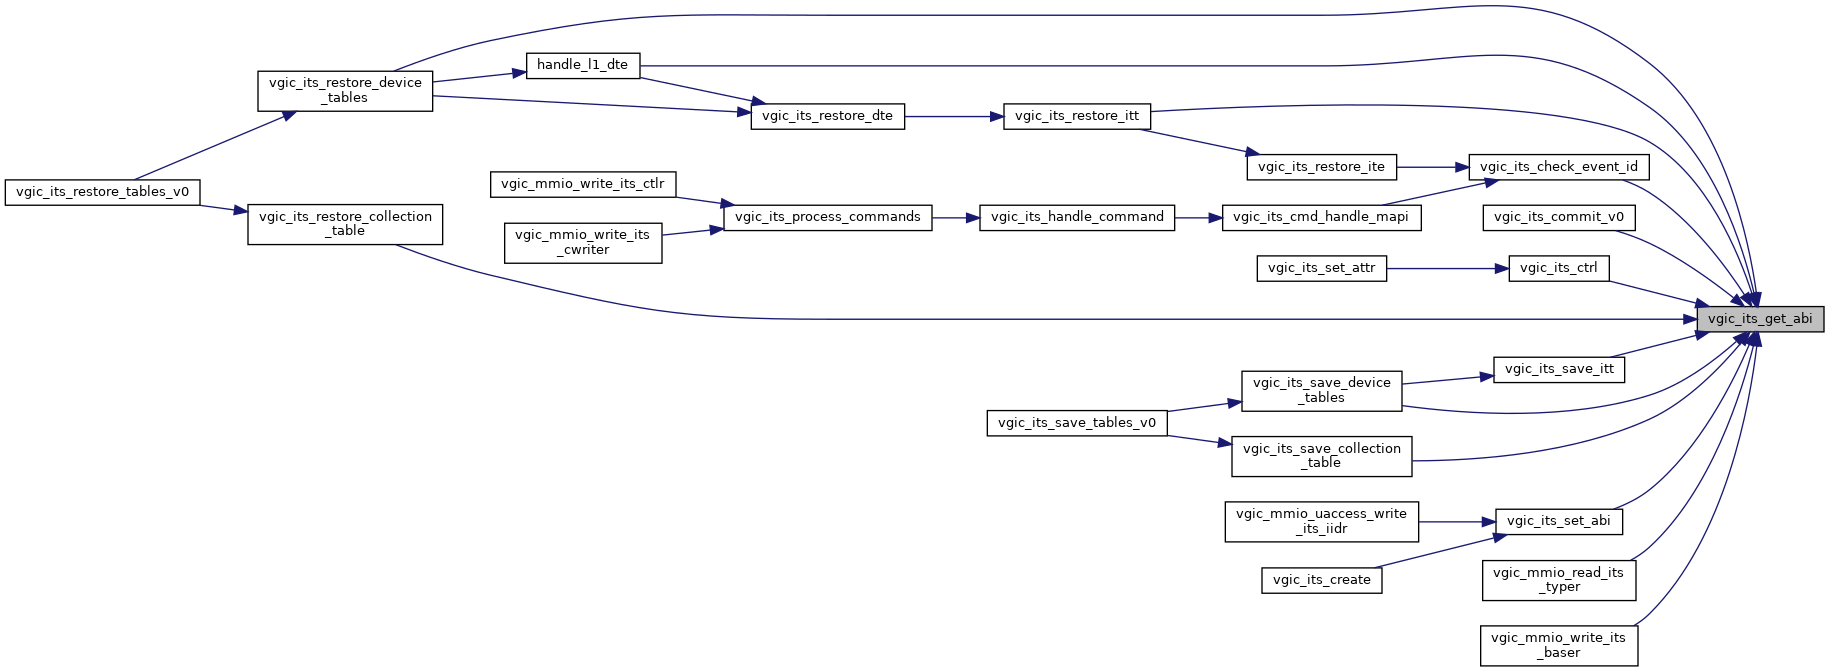 handle_l1_dte
vgic_its_restore_device
_tables
vgic_its_restore_dte
vgic_its_restore_itt
vgic_its_restore_ite
vgic_its_check_event_id
vgic_mmio_write_its_ctlr
vgic_its_restore_tables_v0
vgic_its_restore_collection
_table
vgic_its_process_commands
vgic_its_handle_command
vgic_its_cmd_handle_mapi
vgic_its_commit_v0
vgic_mmio_write_its
_cwriter
vgic_its_set_attr
vgic_its_ctrl
vgic_its_get_abi
vgic_its_save_itt
vgic_its_save_device
_tables
vgic_its_save_tables_v0
vgic_its_save_collection
_table
vgic_mmio_uaccess_write
_its_iidr
vgic_its_set_abi
vgic_its_create
vgic_mmio_read_its
_typer
vgic_mmio_write_its
_baser